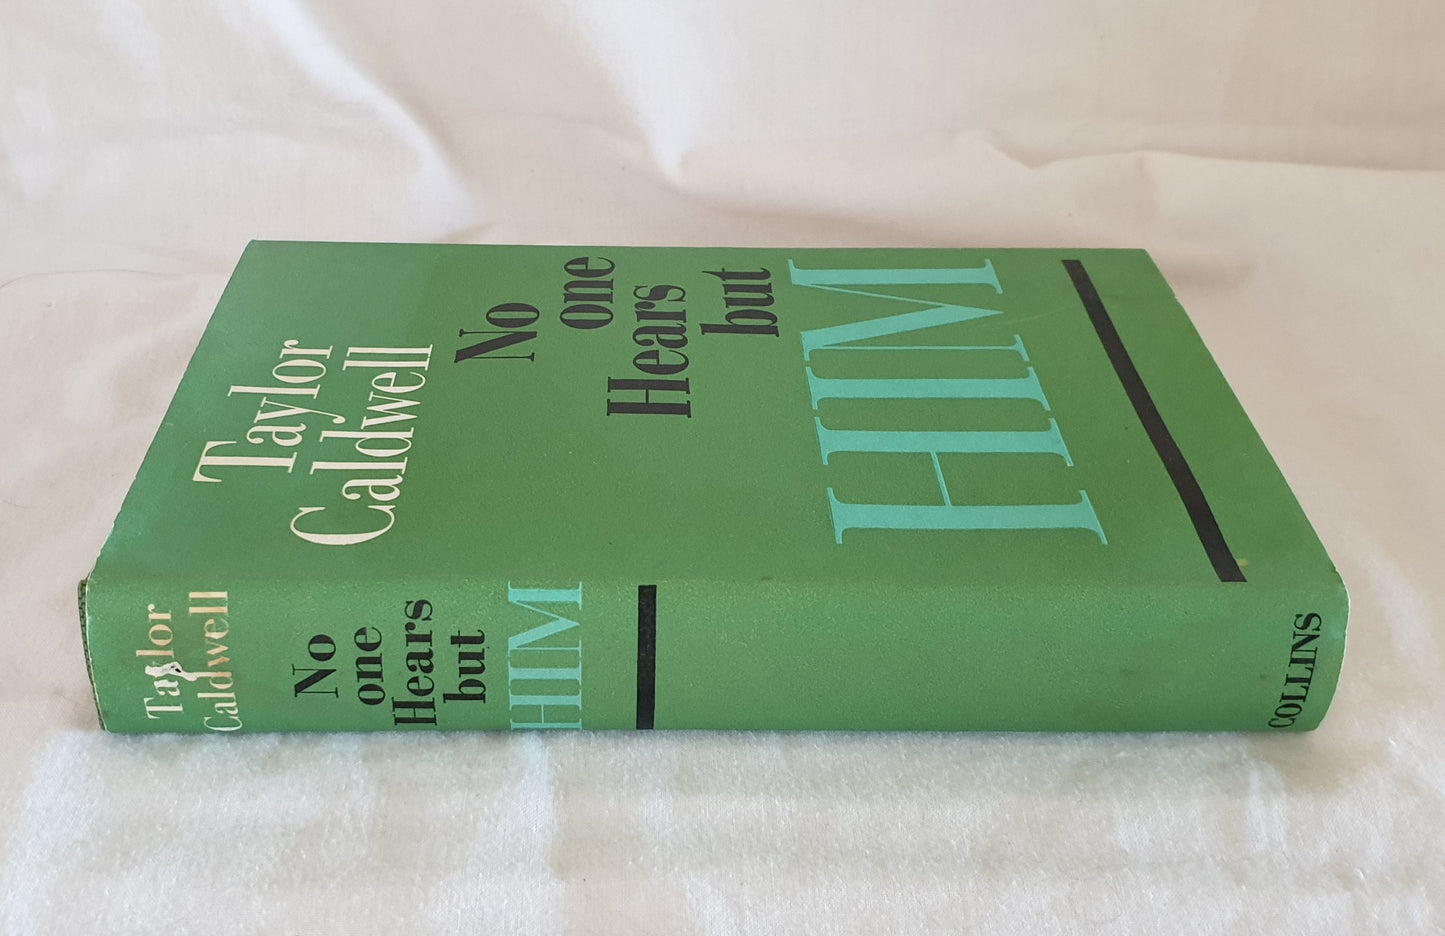 Taylor
Caldwell
No
one
Hears
but
HIM
Taylor
Caldwell
No
one
Hears
but
HIM
COLLINS